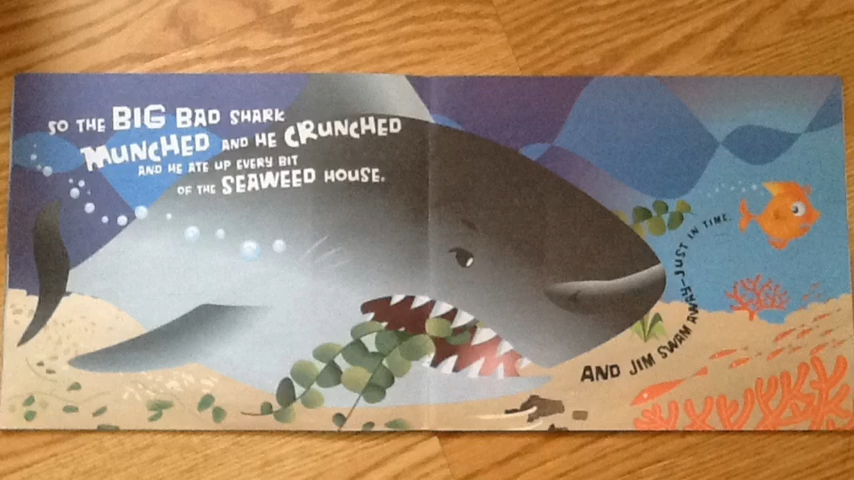 SO THE BIG BAD SHARK
MUNCHED AND HE CRUNCHED
AND HE ATE UP EVERY BIT
OF THE SEAWEED HOUSE.
AND JIM SWAM AWAY—JUST IN TIME.